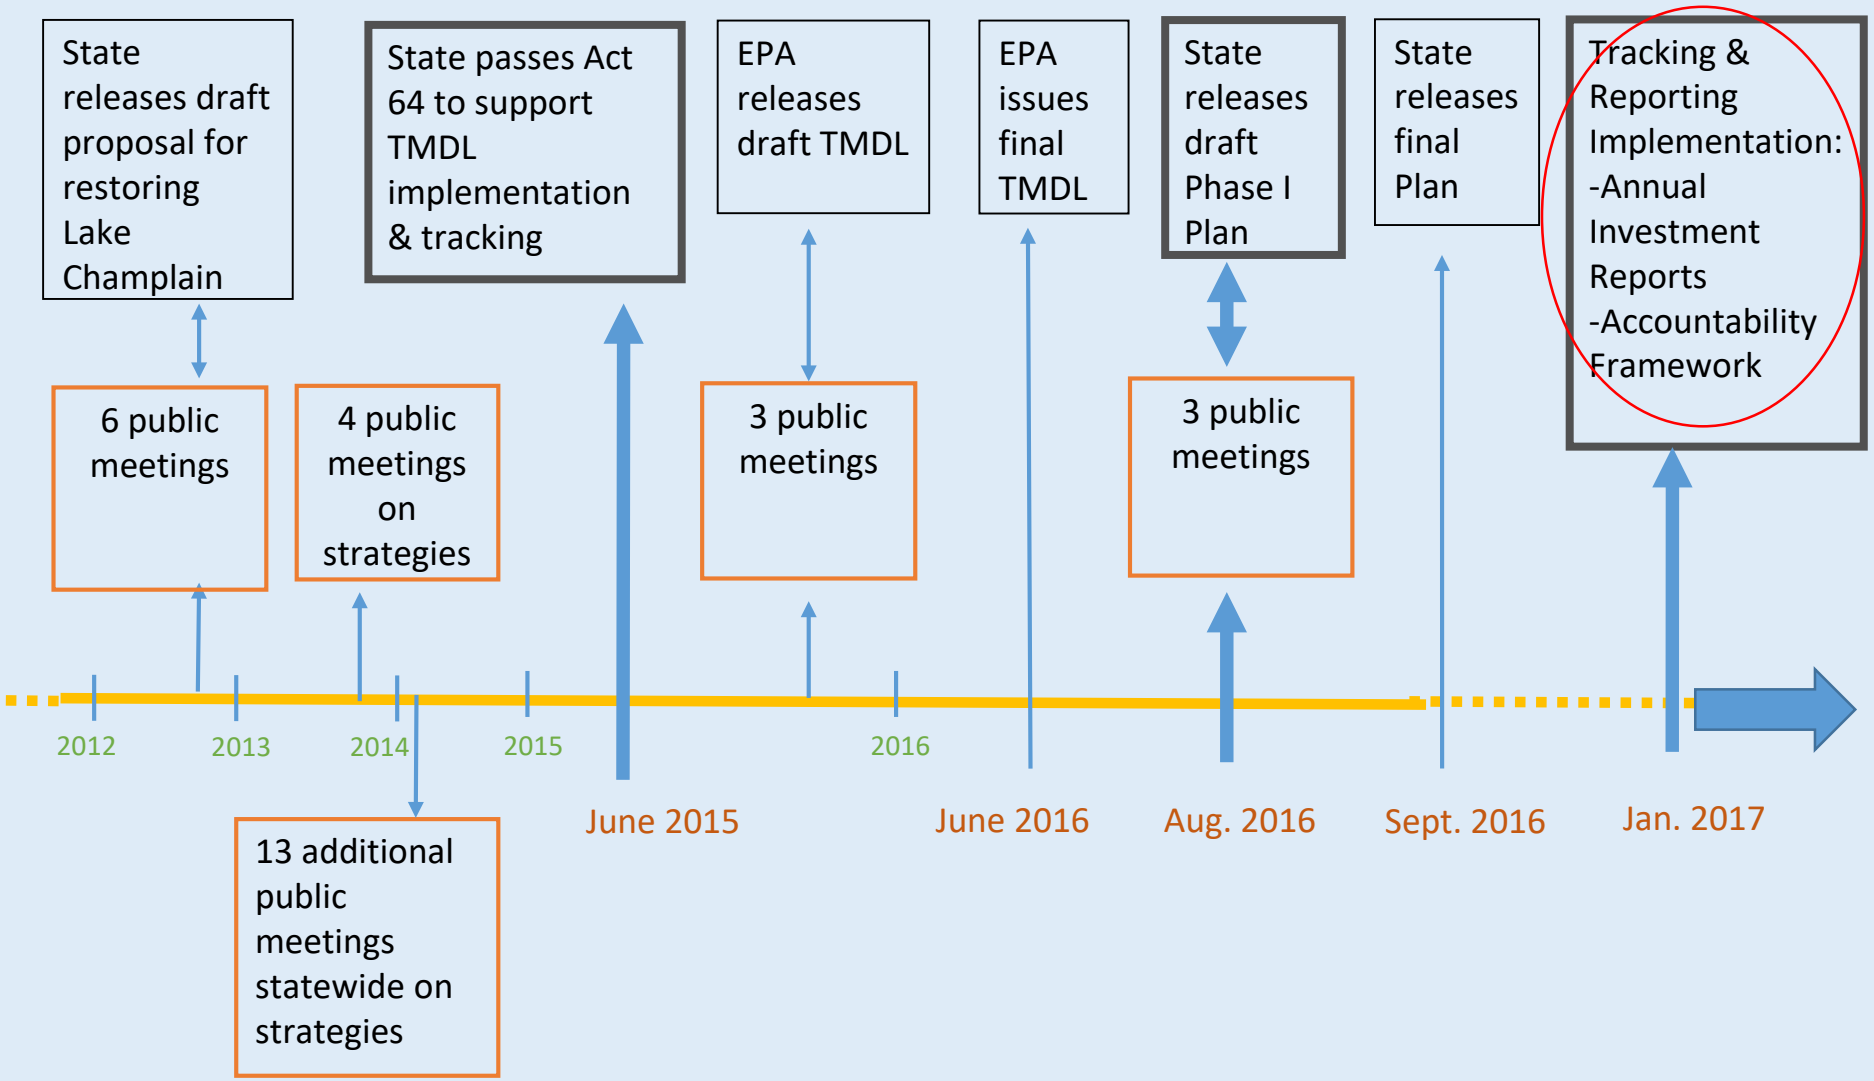 State
releases draft
proposal for
restoring
Lake
Champlain
State passes Act
64 to support
TMDL
implementation
& tracking
EPA
releases
draft TMDL
EPA
issues
final
TMDL
State
releases
draft
Phase I
Plan
State
releases
final
Plan
Tracking &
Reporting
Implementation:
-Annual
Investment
Reports
-Accountability
Framework
6 public
meetings
4 public
meetings
on
strategies
3 public
meetings
3 public
meetings
2012
2013
2014
2015
2016
June 2015
June 2016
Aug. 2016
Sept. 2016
Jan. 2017
13 additional
public
meetings
statewide on
strategies